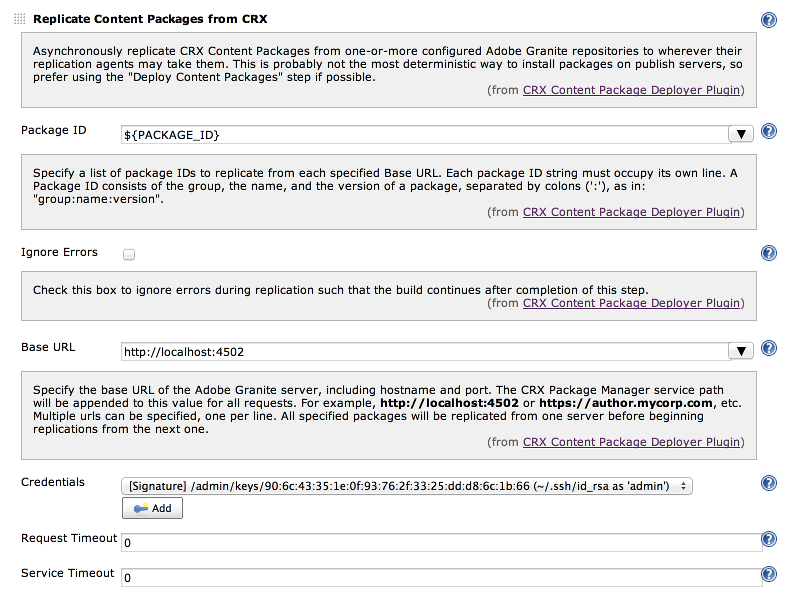 Replicate Content Packages from CRX
Asynchronously replicate CRX Content Packages from one-or-more configured Adobe Granite repositories to wherever their
replication agents may take them. This is probably not the most deterministic way to install packages on publish servers, so
prefer using the "Deploy Content Packages" step if possible.
(from CRX Content Package Deployer Plugin)
Package ID
${PACKAGE_ID}
Specify a list of package IDs to replicate from each specified Base URL. Each package ID string must occupy its own line. A
Package ID consists of the group, the name, and the version of a package, separated by colons (':'), as in:
"group:name:version".
(from CRX Content Package Deployer Plugin)
Ignore Errors
Check this box to ignore errors during replication such that the build continues after completion of this step.
(from CRX Content Package Deployer Plugin)
Base URL
http://localhost:4502
Specify the base URL of the Adobe Granite server, including hostname and port. The CRX Package Manager service path
will be appended to this value for all requests. For example, http://localhost:4502 or https://author.mycorp.com, etc.
Multiple urls can be specified, one per line. All specified packages will be replicated from one server before beginning
replications from the next one.
(from CRX Content Package Deployer Plugin)
Credentials
[Signature] /admin/keys/90:6c:43:35:1e:0f:93:76:2f:33:25:dd:d8:6c:1b:66 (~/.ssh/id_rsa as 'admin')
Add
Request Timeout
0
Service Timeout
0